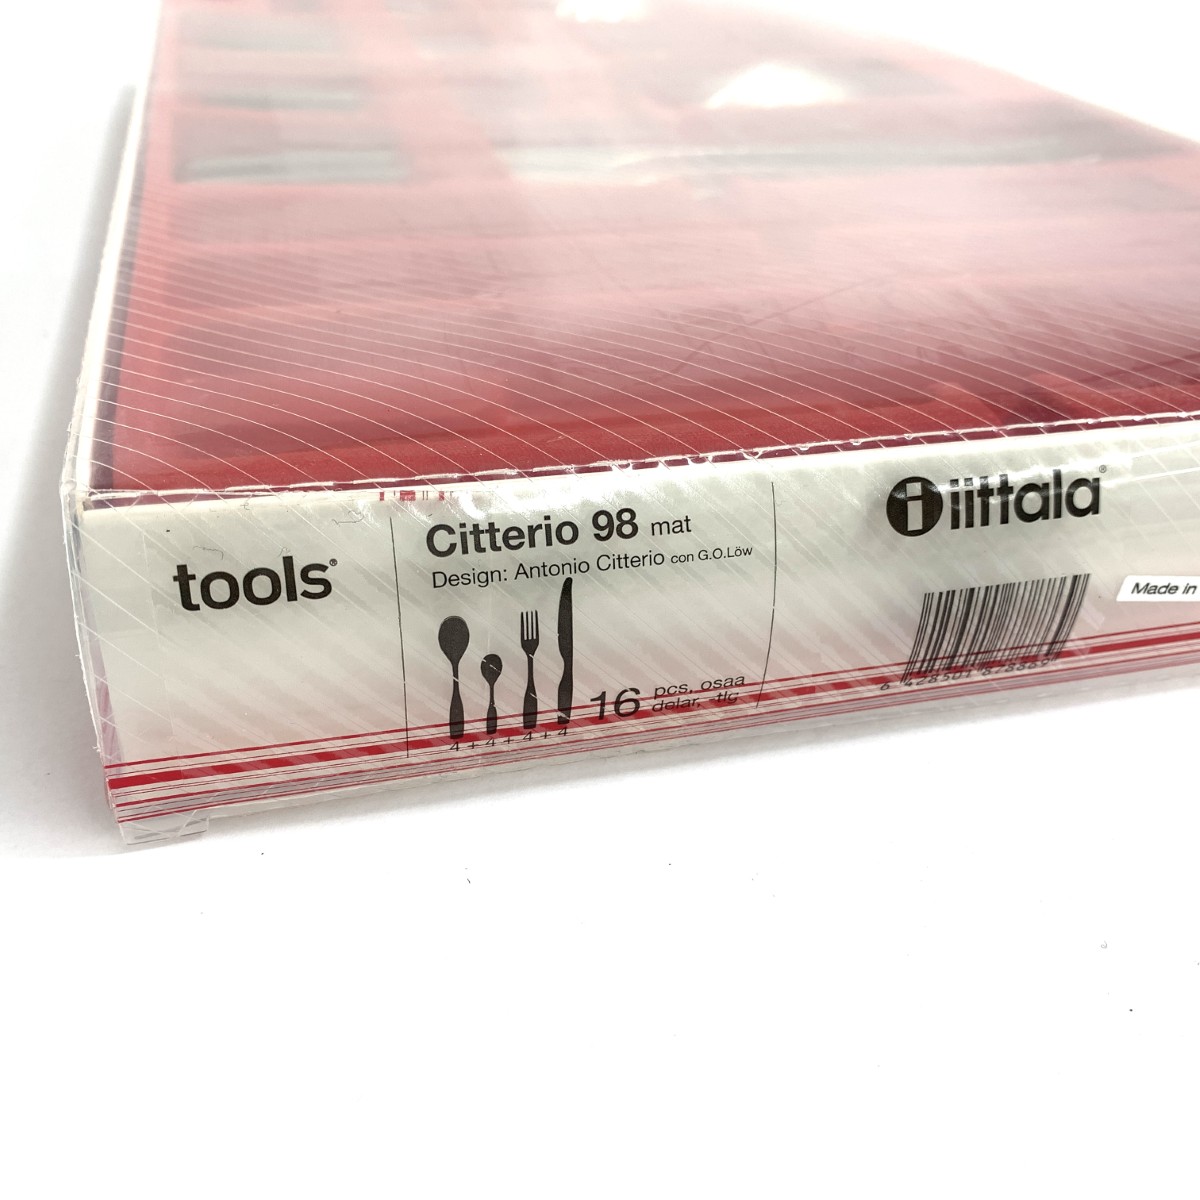 tools®
Citterio 98 mat
Design: Antonio Citterio con G.O.Löw
4 + 4 + 4 + 4
16 pcs, osaa
delar, -tlg
iittala®
Made in